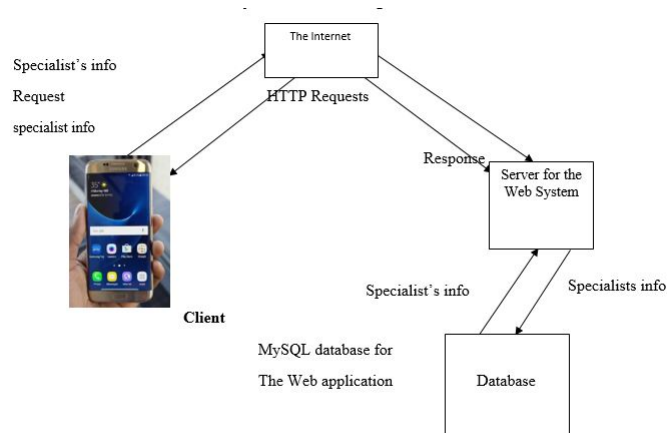 The Internet
Specialist's info
Request
specialist info
HTTP Requests
Response
Server for the
Web System
Client
Specialist's info
Specialists info
MySQL database for
The Web application
Database